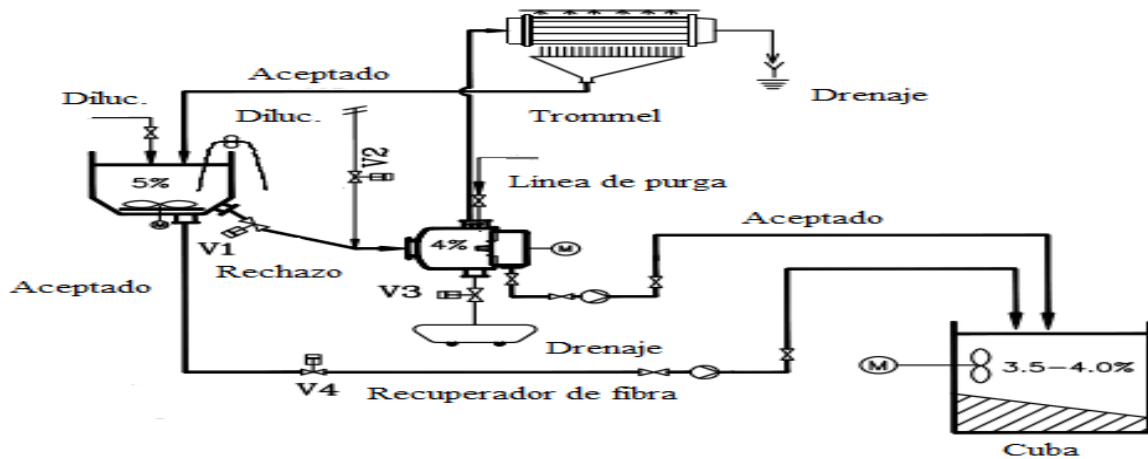 Aceptado
Drenaje
Diluc.
Diluc.
Trommel
V2
5%
Línea de purga
Aceptado
4%
M
V1
Rechazo
Aceptado
V3
Drenaje
M
3.5-4.0%
V4
Recuperador de fibra
Cuba